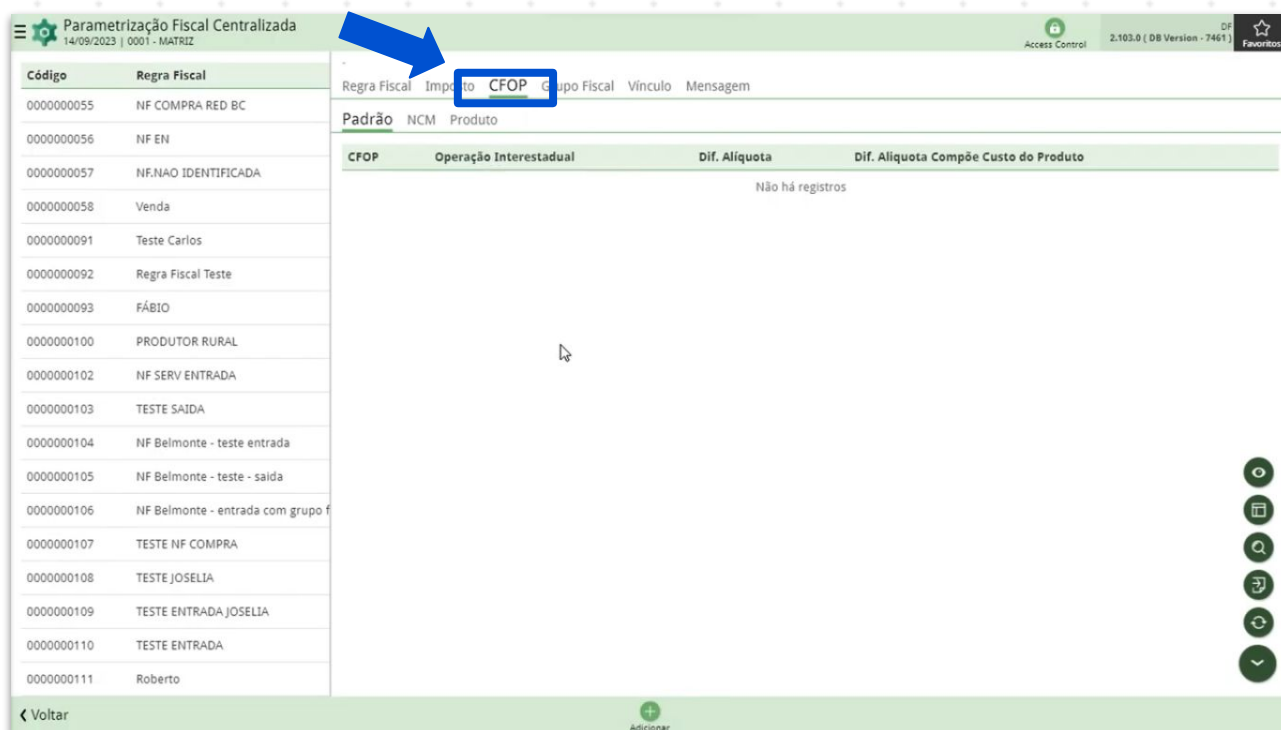 Parametrização Fiscal Centralizada
14/09/2023 | 0001 - MATRIZ
Access Control
DF
2.103.0 ( DB Version - 7461 )
Favoritos
Código Regra Fiscal
0000000055 NF COMPRA RED BC
0000000056 NF EN
0000000057 NF.NAO IDENTIFICADA
0000000058 Venda
0000000091 Teste Carlos
0000000092 Regra Fiscal Teste
0000000093 FÁBIO
0000000100 PRODUTOR RURAL
0000000102 NF SERV ENTRADA
0000000103 TESTE SAIDA
0000000104 NF Belmonte - teste entrada
0000000105 NF Belmonte - teste - saida
0000000106 NF Belmonte - entrada com grupo f
0000000107 TESTE NF COMPRA
0000000108 TESTE JOSELIA
0000000109 TESTE ENTRADA JOSELIA
0000000110 TESTE ENTRADA
0000000111 Roberto
-
Regra Fiscal Imposto CFOP Grupo Fiscal Vínculo Mensagem
Padrão NCM Produto
CFOP Operação Interestadual Dif. Alíquota Dif. Aliquota Compõe Custo do Produto
Não há registros
Voltar
Adicionar